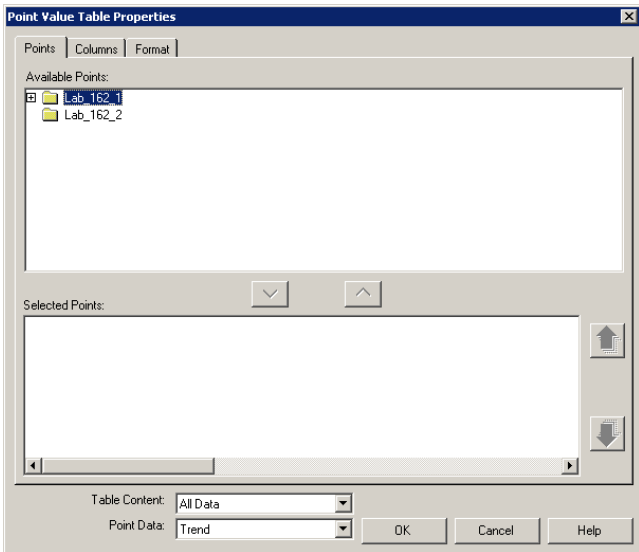 Point Value Table Properties
Points Columns Format
Available Points:
Lab_162_1
Lab_162_2
Selected Points:
Table Content: All Data
Point Data: Trend OK Cancel Help